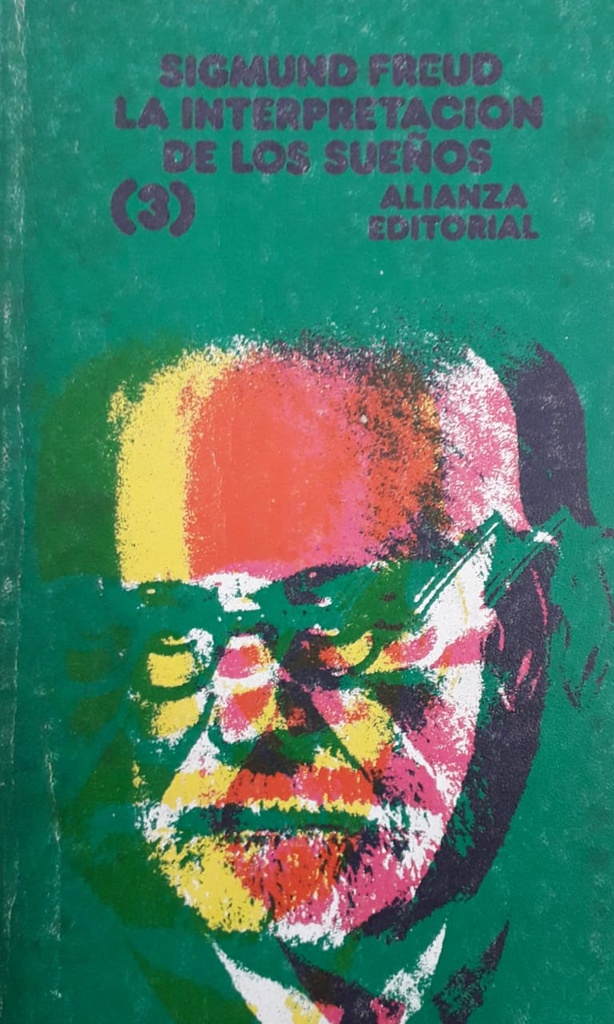 SIGMUND FREUD
LA INTERPRETACION
DE LOS SUEÑOS
(3)
ALIANZA
EDITORIAL